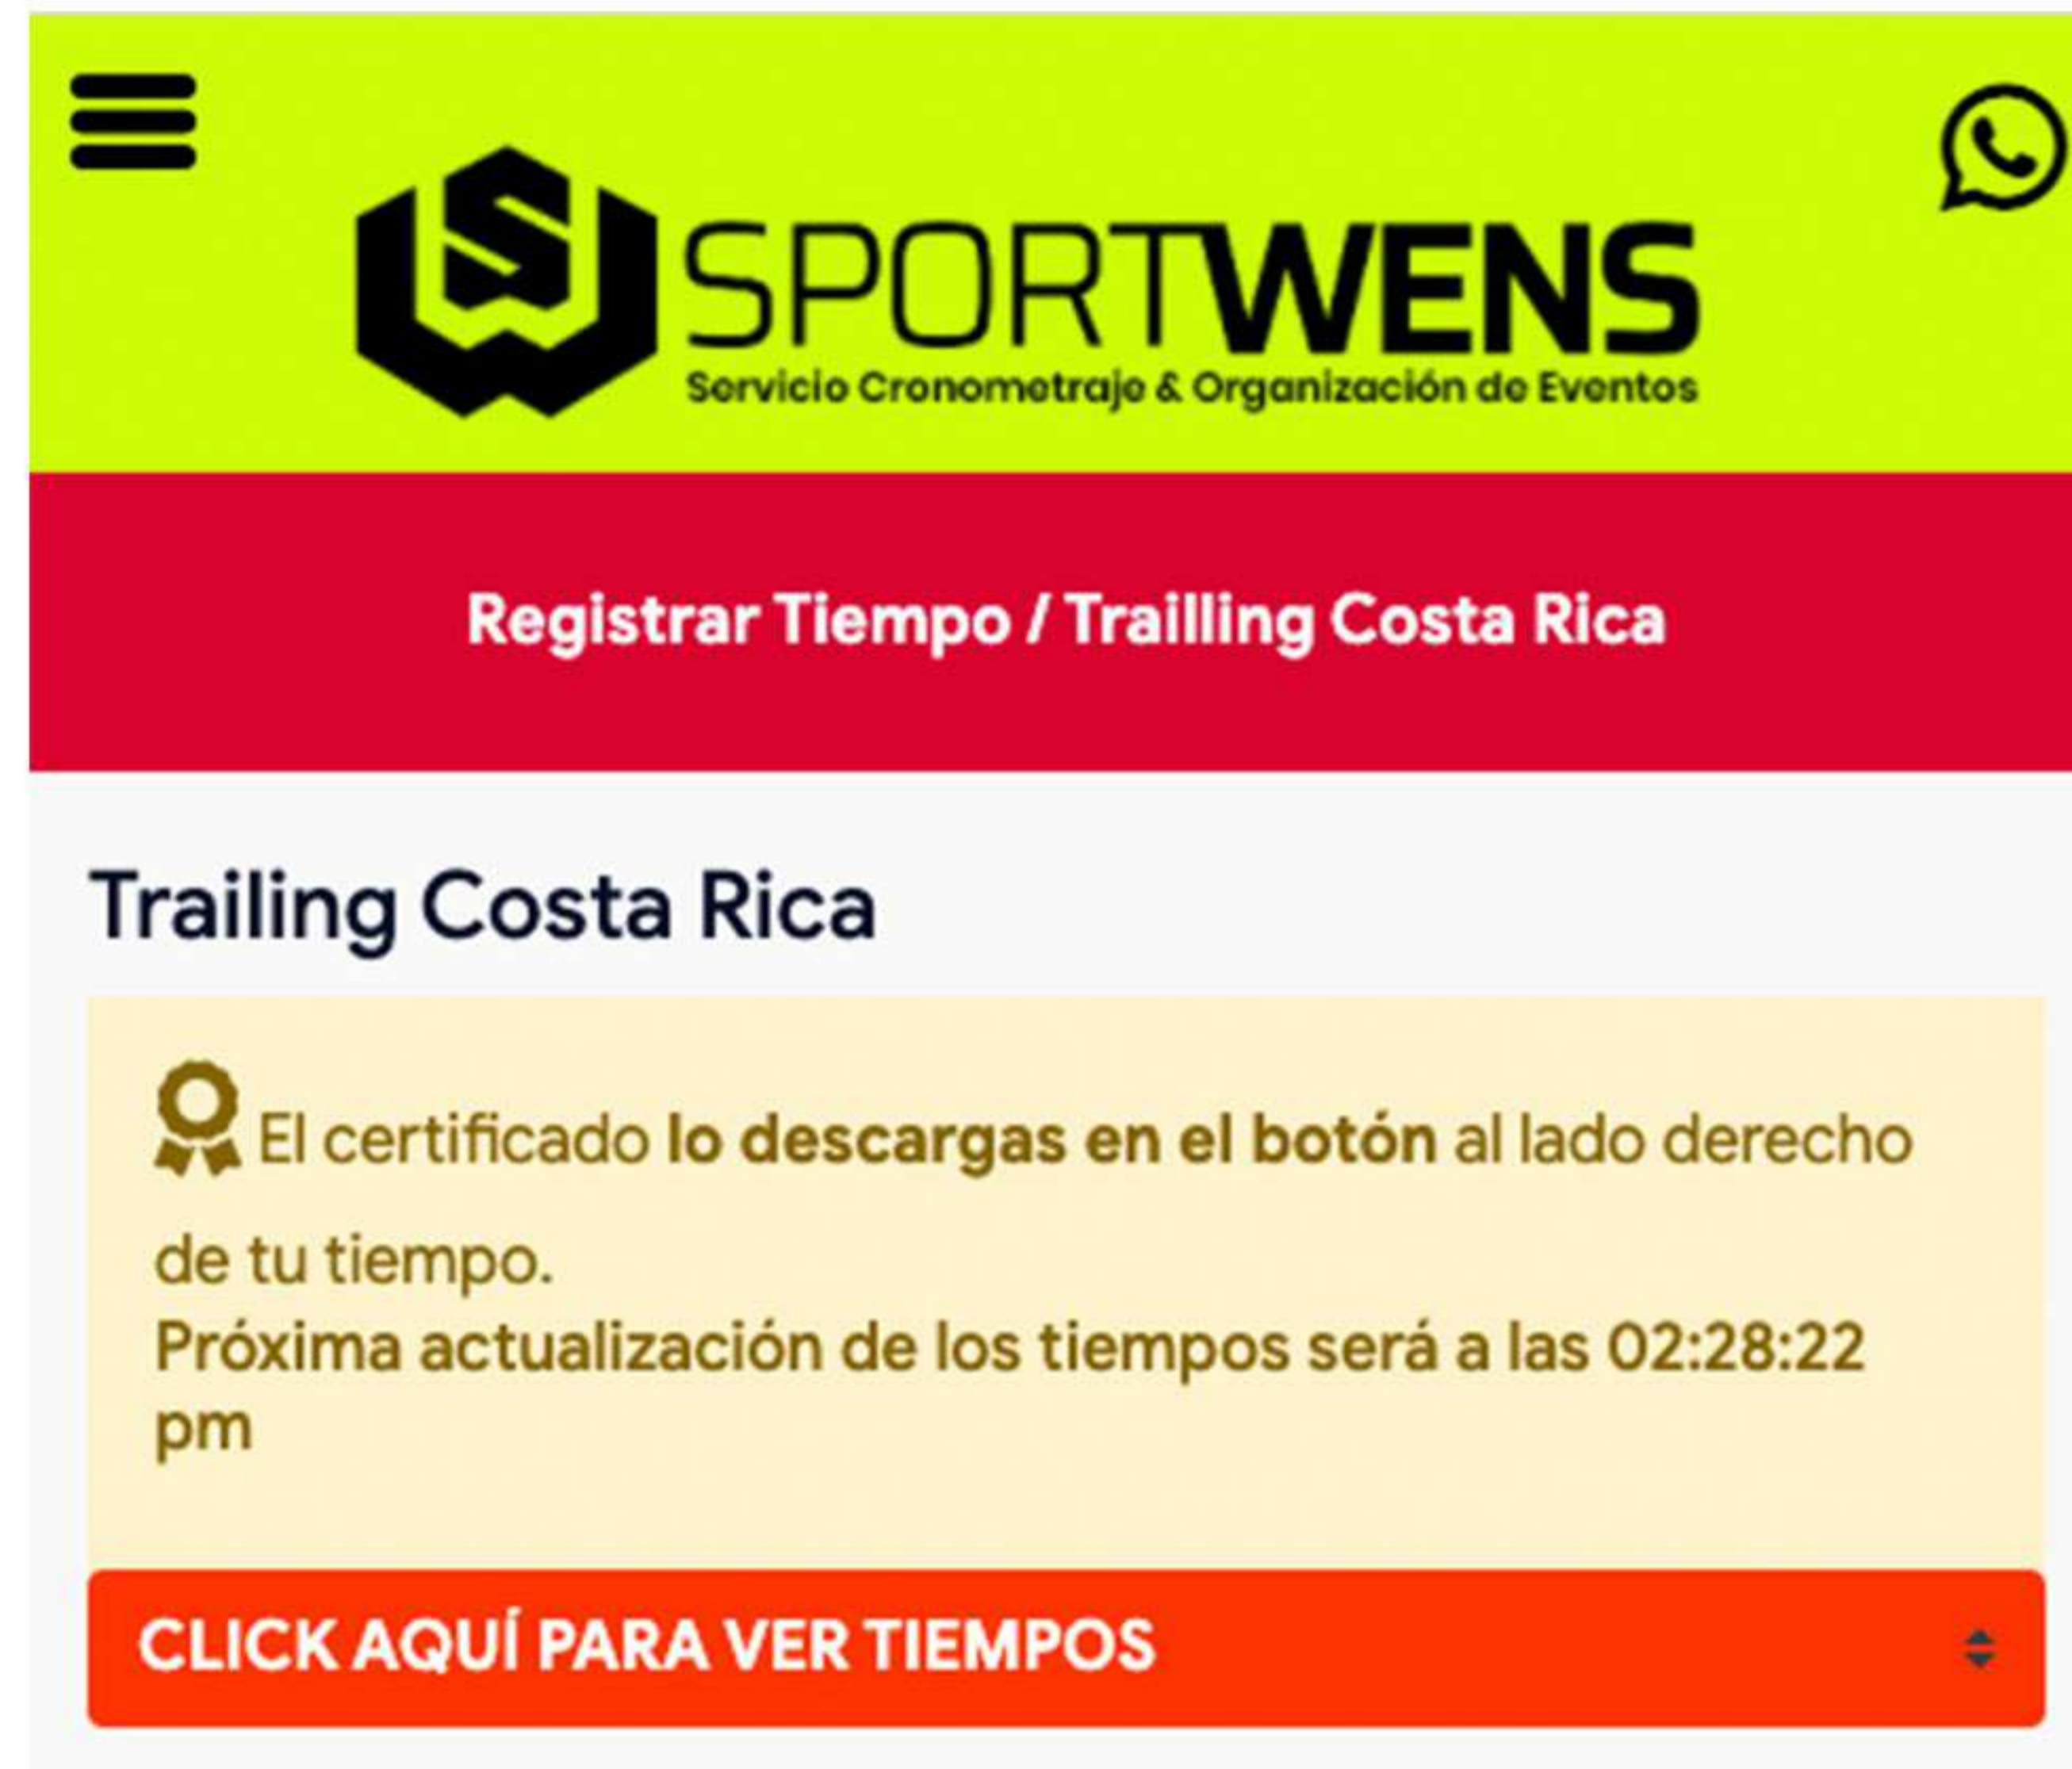 SPORTWENS
Servicio Cronometraje & Organización de Eventos
Registrar Tiempo / Trailling Costa Rica
Trailing Costa Rica
El certificado lo descargas en el botón al lado derecho
de tu tiempo.
Próxima actualización de los tiempos será a las 02:28:22
pm
CLICK AQUÍ PARA VER TIEMPOS